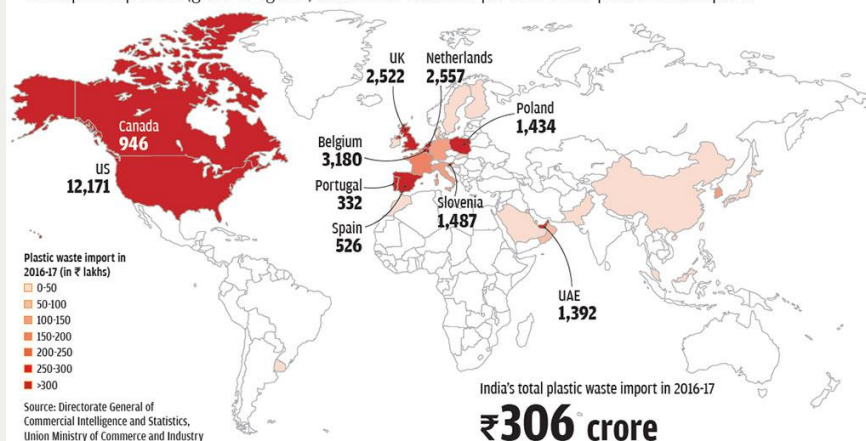 UK
2,522
Netherlands
2,557
Poland
1,434
Canada
946
US
12,171
Belgium
3,180
Portugal
332
Spain
526
Slovenia
1,487
UAE
1,392
Plastic waste import in
2016-17 (in ₹ lakhs)
0-50
50-100
100-150
150-200
200-250
250-300
>300
Source: Directorate General of
Commercial Intelligence and Statistics,
Union Ministry of Commerce and Industry
India's total plastic waste import in 2016-17
₹306 crore